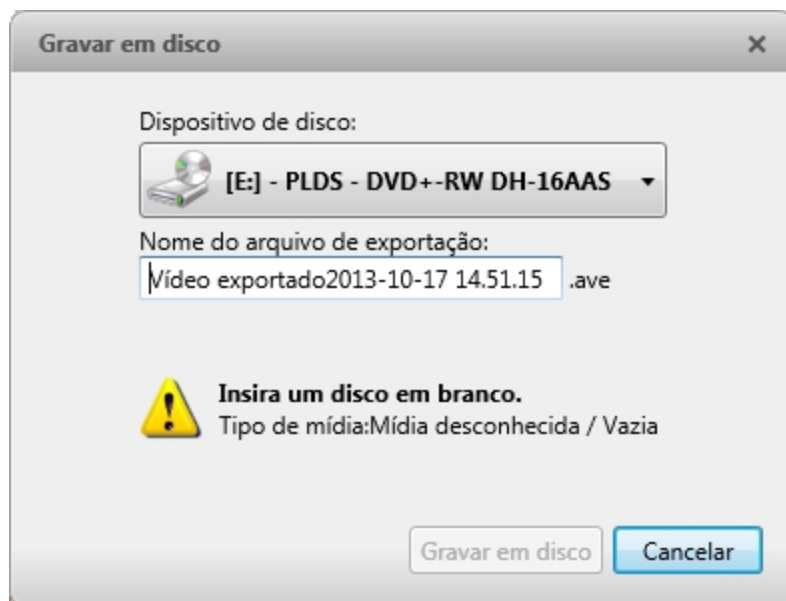 Gravar em disco
Dispositivo de disco:
[E:] - PLDS - DVD+-RW DH-16AAS
Nome do arquivo de exportação:
Vídeo exportado2013-10-17 14.51.15 .ave
Insira um disco em branco.
Tipo de mídia:Mídia desconhecida / Vazia
Gravar em disco Cancelar